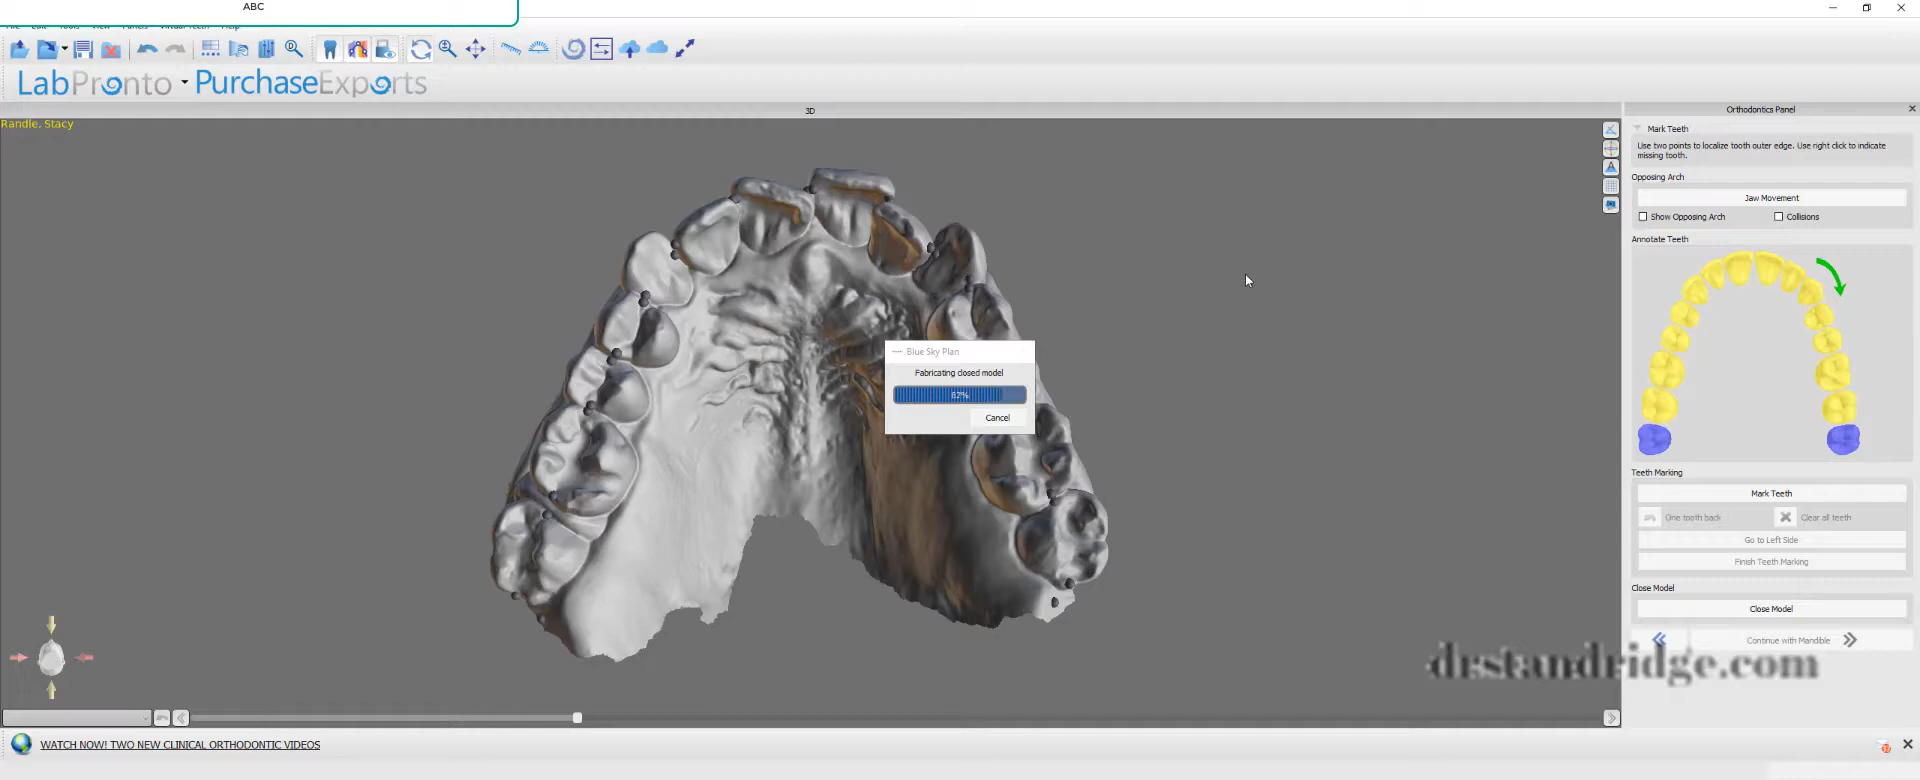 ABC
LabPronto PurchaseExports
3D
Orthodontics Panel
Randle, Stacy
Mark Teeth
Use two points to localize tooth outer edge. Use right click to indicate
missing tooth.
Opposing Arch
Jaw Movement
Show Opposing Arch
Collisions
Annotate Teeth
Blue Sky Plan
Fabricating closed model
82%
Cancel
Teeth Marking
Mark Teeth
One tooth back
Clear all teeth
Go to Left Side
Finish Teeth Marking
Close Model
Close Model
Continue with Mandible
drstandridge.com
WATCH NOW! TWO NEW CLINICAL ORTHODONTIC VIDEOS